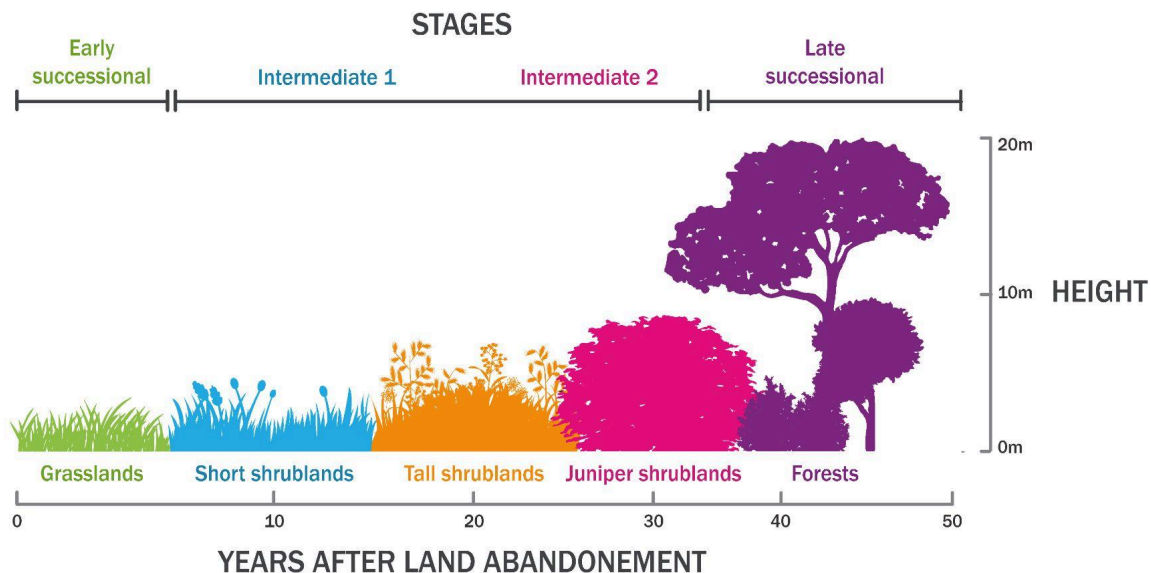 STAGES
Early
successional
Intermediate 1
Intermediate 2
Late
successional
20m
10m
HEIGHT
0m
Grasslands
Short shrublands
Tall shrublands
Juniper shrublands
Forests
0
10
20
30
40
50
YEARS AFTER LAND ABANDONEMENT